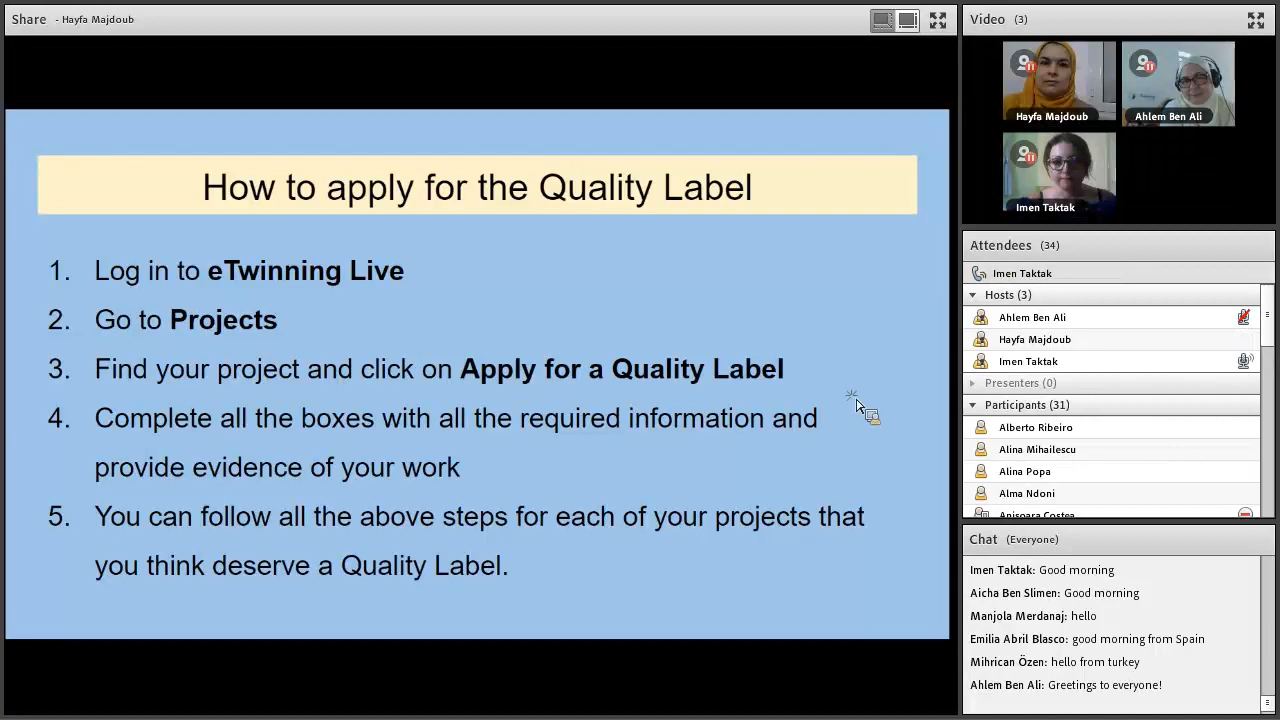 Share - Hayfa Majdoub
How to apply for the Quality Label
1. Log in to eTwinning Live
2. Go to Projects
3. Find your project and click on Apply for a Quality Label
4. Complete all the boxes with all the required information and
provide evidence of your work
5. You can follow all the above steps for each of your projects that
you think deserve a Quality Label.
Video (3)
Hayfa Majdoub
Ahlem Ben Ali
Imen Taktak
Attendees (34)
Imen Taktak
Hosts (3)
Ahlem Ben Ali
Hayfa Majdoub
Imen Taktak
Presenters (0)
Participants (31)
Alberto Ribeiro
Alina Mihailescu
Alina Popa
Alma Ndoni
Anisoara Costea
Chat (Everyone)
Imen Taktak: Good morning
Aicha Ben Slimen: Good morning
Manjola Merdanaj: hello
Emilia Abril Blasco: good morning from Spain
Mihrican Özen: hello from turkey
Ahlem Ben Ali: Greetings to everyone!